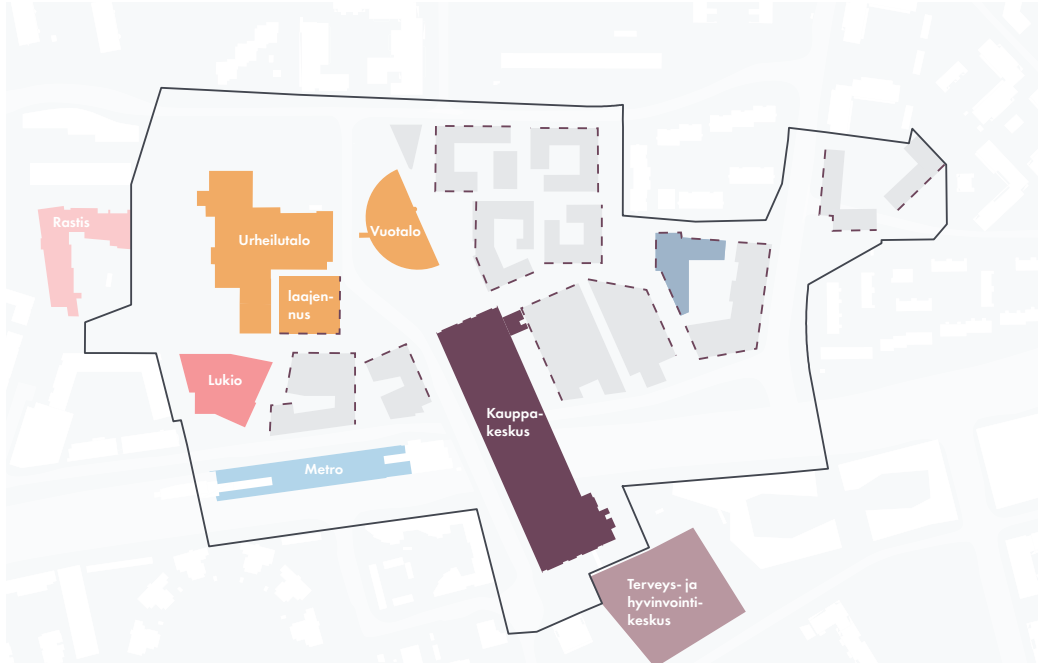 Rastis
Urheilutalo
Vuotalo
laajen-
nus
Lukio
Kauppa-
keskus
Metro
Terveys- ja
hyvinvointi-
keskus